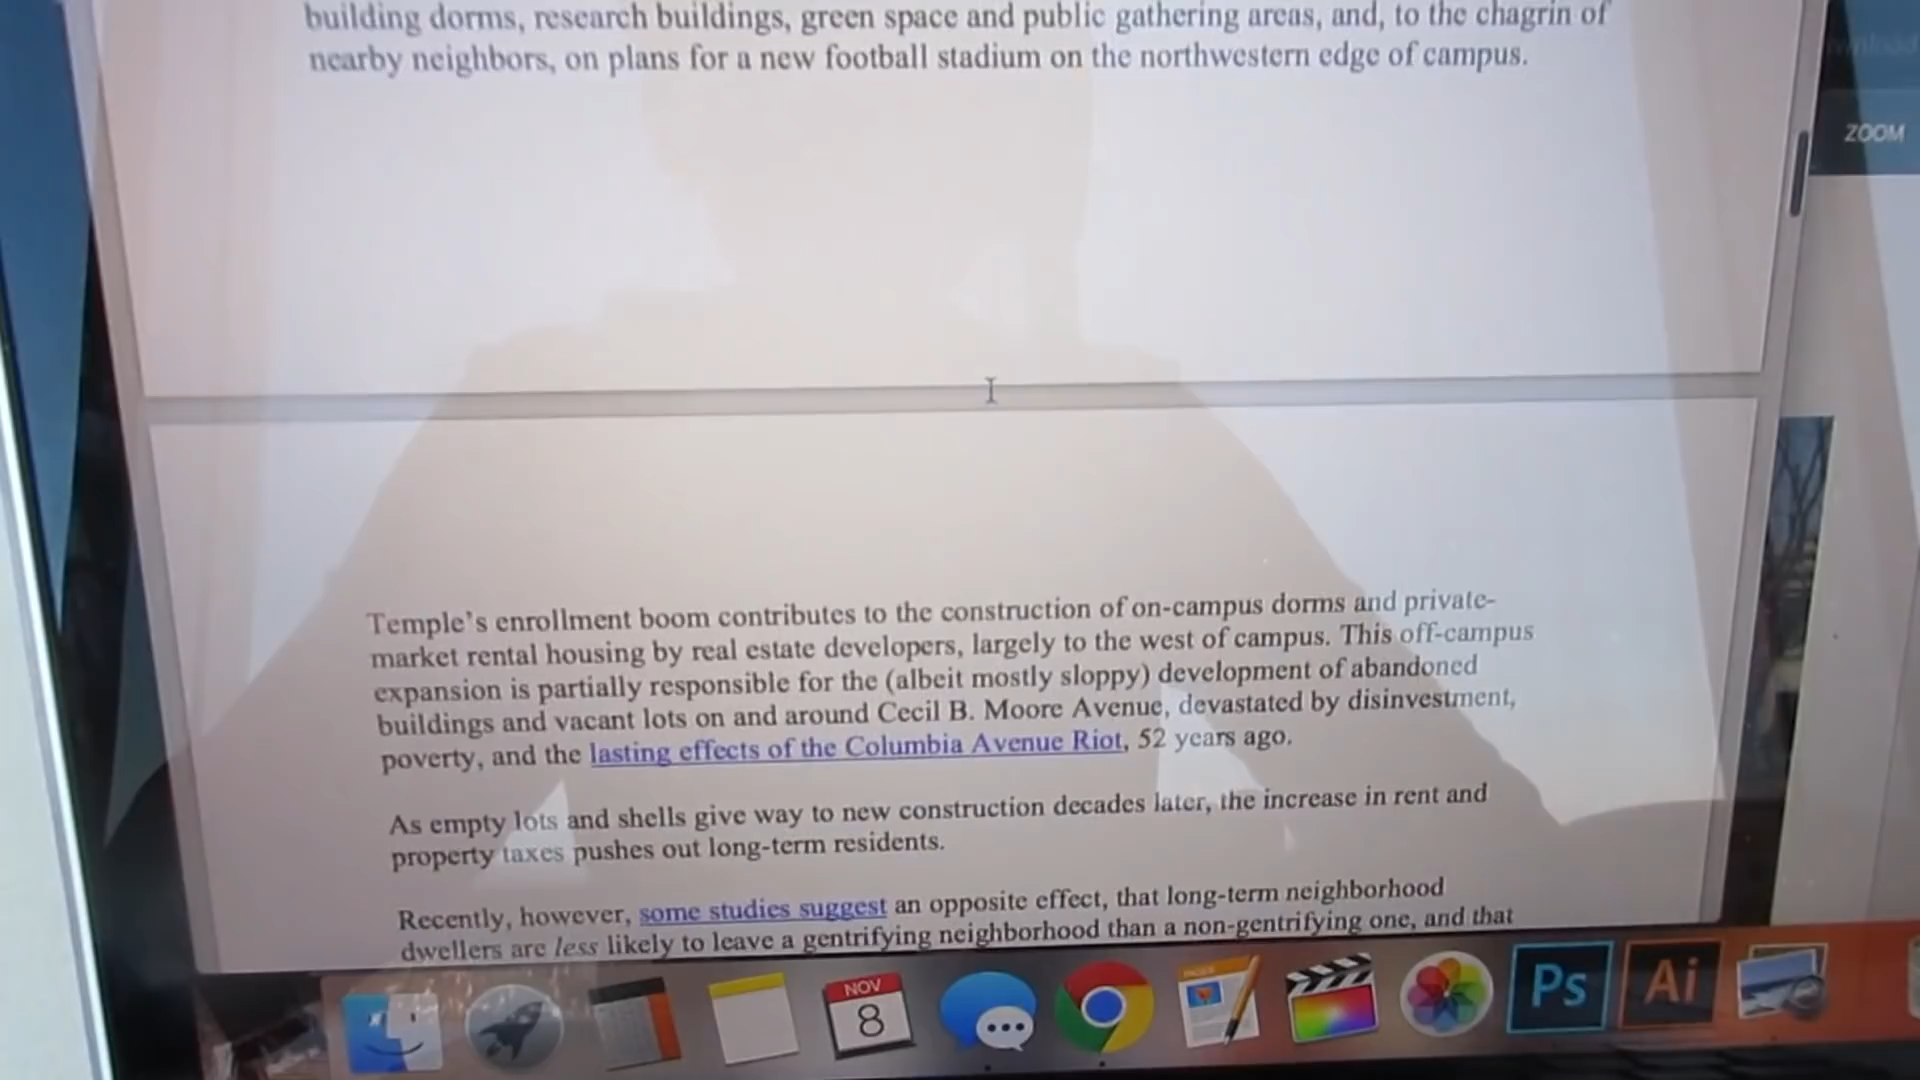 building dorms, research buildings, green space and public gathering areas, and, to the chagrin of
nearby neighbors, on plans for a new football stadium on the northwestern edge of campus.
ZOOM
Temple's enrollment boom contributes to the construction of on-campus dorms and private-
market rental housing by real estate developers, largely to the west of campus. This off-campus
expansion is partially responsible for the (albeit mostly sloppy) development of abandoned
buildings and vacant lots on and around Cecil B. Moore Avenue, devastated by disinvestment,
poverty, and the lasting effects of the Columbia Avenue Riot, 52 years ago.
As empty lots and shells give way to new construction decades later, the increase in rent and
property taxes pushes out long-term residents.
Recently, however, some studies suggest an opposite effect, that long-term neighborhood
dwellers are less likely to leave a gentrifying neighborhood than a non-gentrifying one, and that
NOV
8
PAGES
Ps
Ai